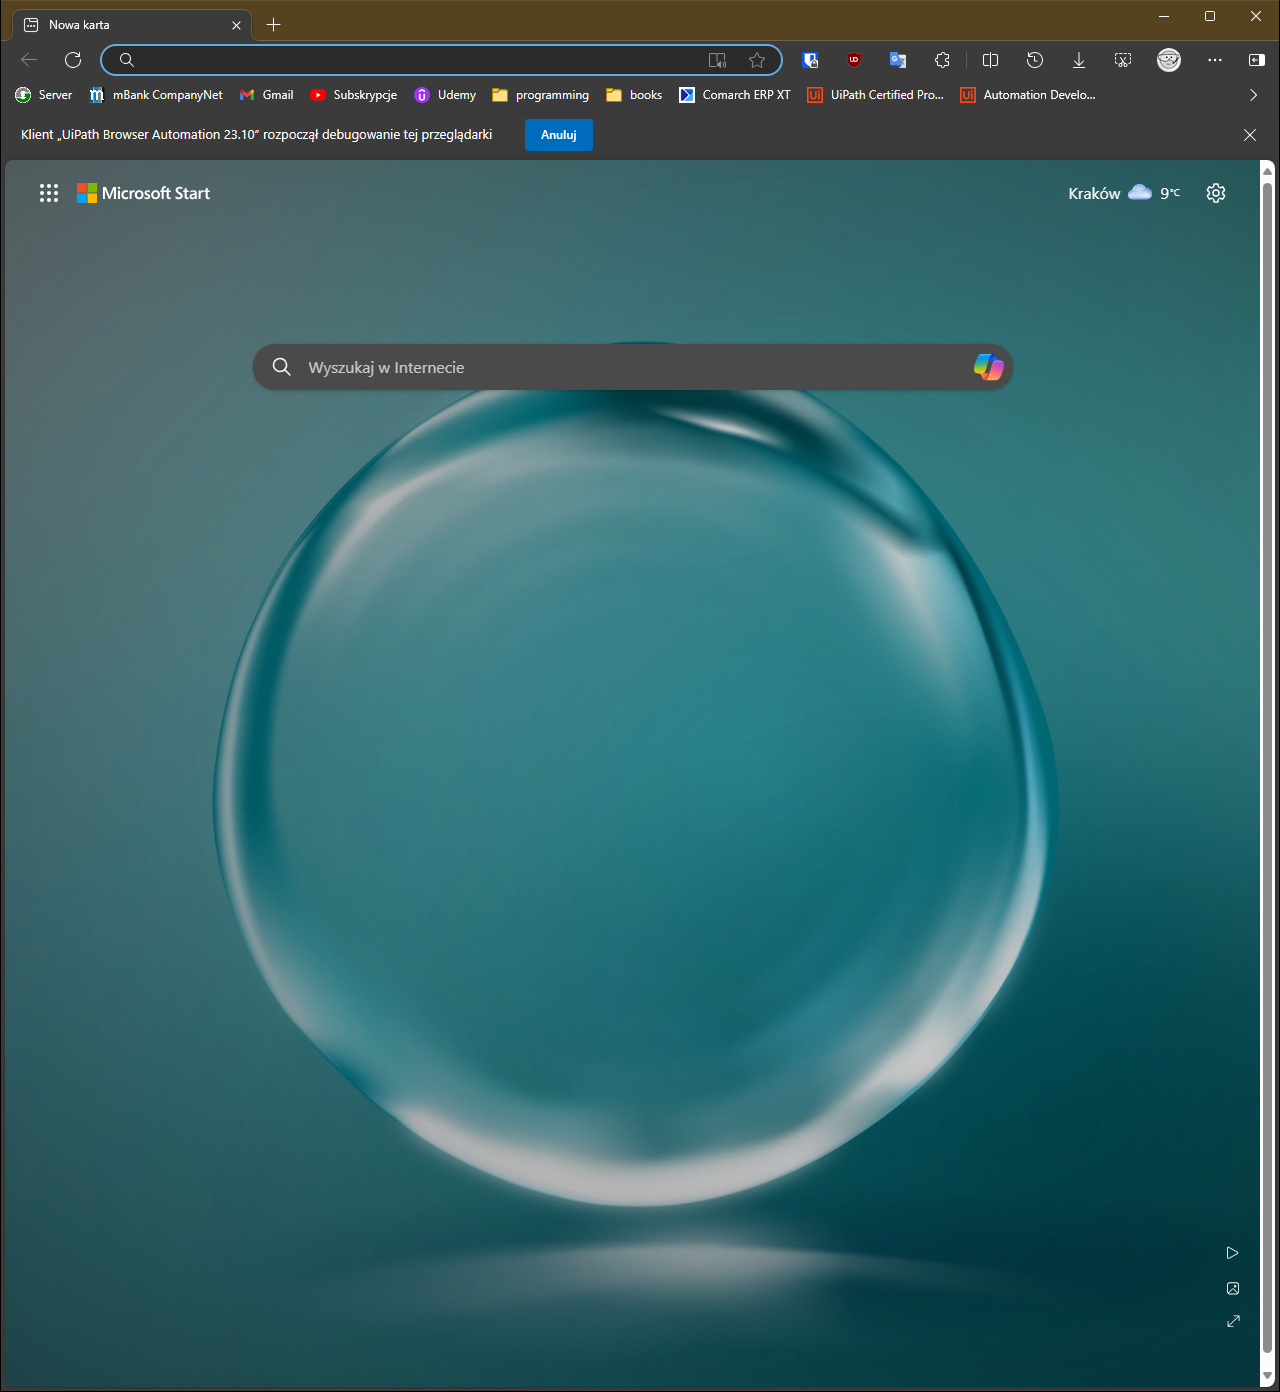 Nowa karta
Server mBank CompanyNet Gmail Subskrypcje Udemy programming books Comarch ERP XT UiPath Certified Pro... Automation Develo...
Klient „UiPath Browser Automation 23.10” rozpoczął debugowanie tej przeglądarki Anuluj
Microsoft Start Kraków 9°C
Wyszukaj w Internecie